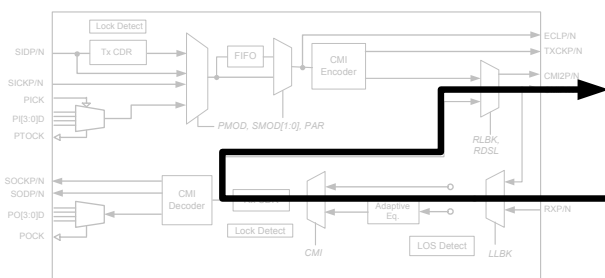 Lock Detect
ECLP/N
SIDP/N
Tx CDR
TXCKP/N
FIFO
CMI
Encoder
CMI2P/N
SICKP/N
PICK
PI[3:0]D
PTOCK
PMOD, SMOD[1:0], PAR
RLBK,
RDSL
SOCKP/N
SODP/N
CMI
Decoder
PO[3:0]D
Adaptive
Eq.
RXP/N
Lock Detect
POCK
CMI
LOS Detect
LLBK